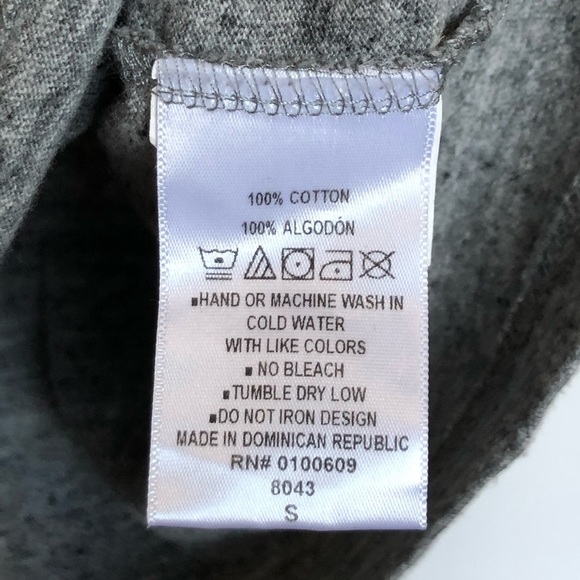 100% COTTON
100% ALGODÓN
▪HAND OR MACHINE WASH IN
COLD WATER
WITH LIKE COLORS
▪ NO BLEACH
▪TUMBLE DRY LOW
▪DO NOT IRON DESIGN
MADE IN DOMINICAN REPUBLIC
RN# 0100609
8043
S